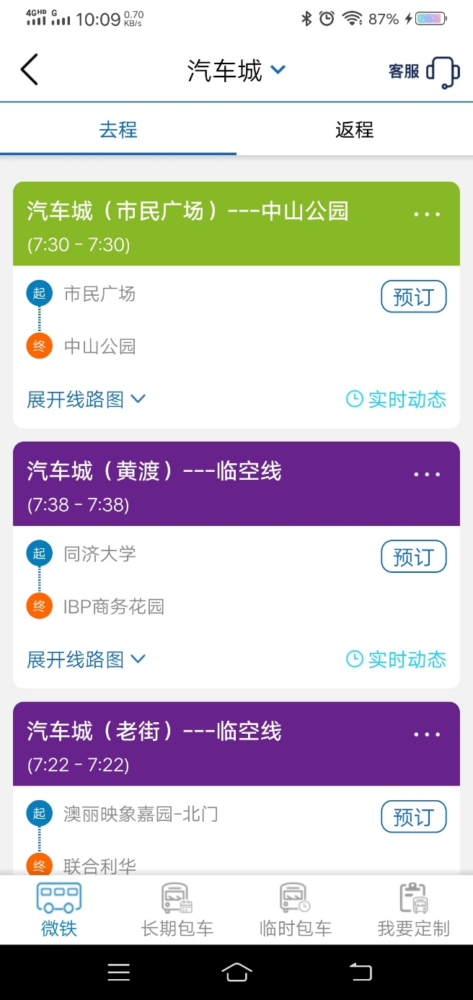 4GHD G 10:09 0.70 KB/s 87%
汽车城 客服
去程 返程
汽车城（市民广场）---中山公园 ...
(7:30 - 7:30)
起 市民广场 预订
终 中山公园
展开线路图 实时动态
汽车城（黄渡）---临空线 ...
(7:38 - 7:38)
起 同济大学 预订
终 IBP商务花园
展开线路图 实时动态
汽车城（老街）---临空线 ...
(7:22 - 7:22)
起 澳丽映象嘉园-北门 预订
终 联合利华
微铁 长期包车 临时包车 我要定制